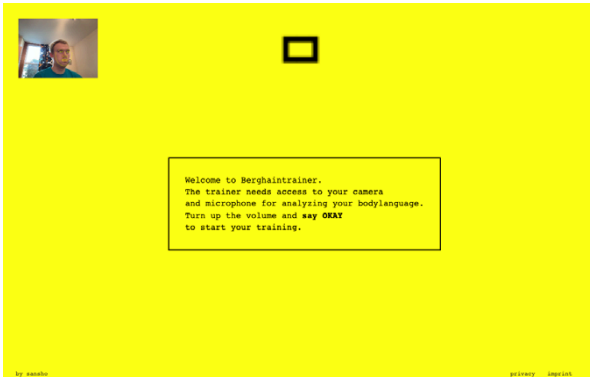 Welcome to Berghaintrainer.
The trainer needs access to your camera
and microphone for analyzing your bodylanguage.
Turn up the volume and say OKAY
to start your training.
by nansho
privacy imprint